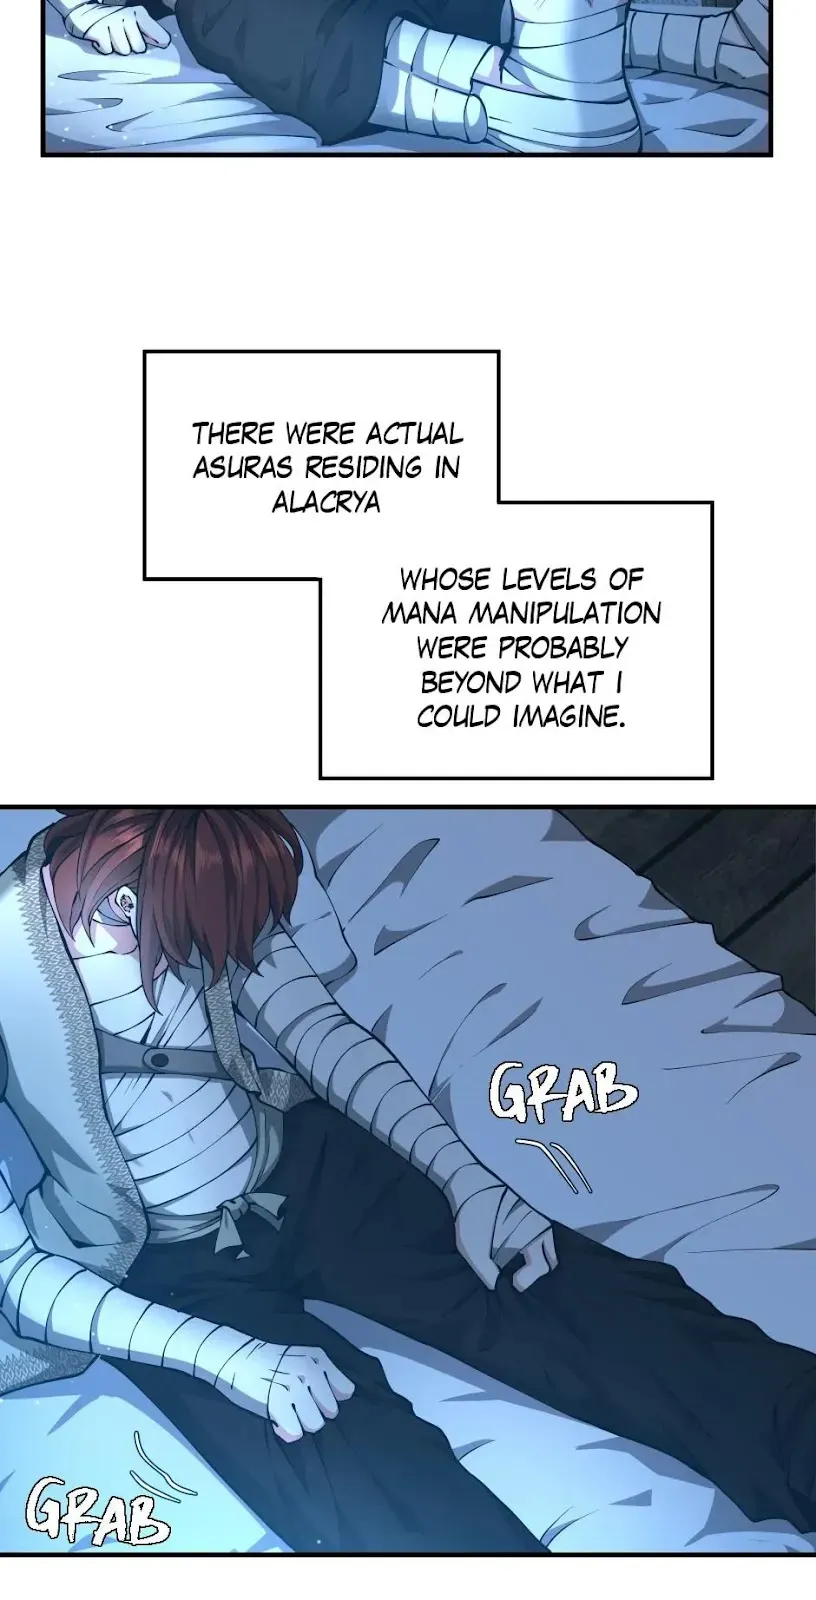 THERE WERE ACTUAL
ASURAS RESIDING IN
ALACRYA
WHOSE LEVELS OF
MANA MANIPULATION
WERE PROBABLY
BEYOND WHAT I
COULD IMAGINE.
GRAB
GRAB